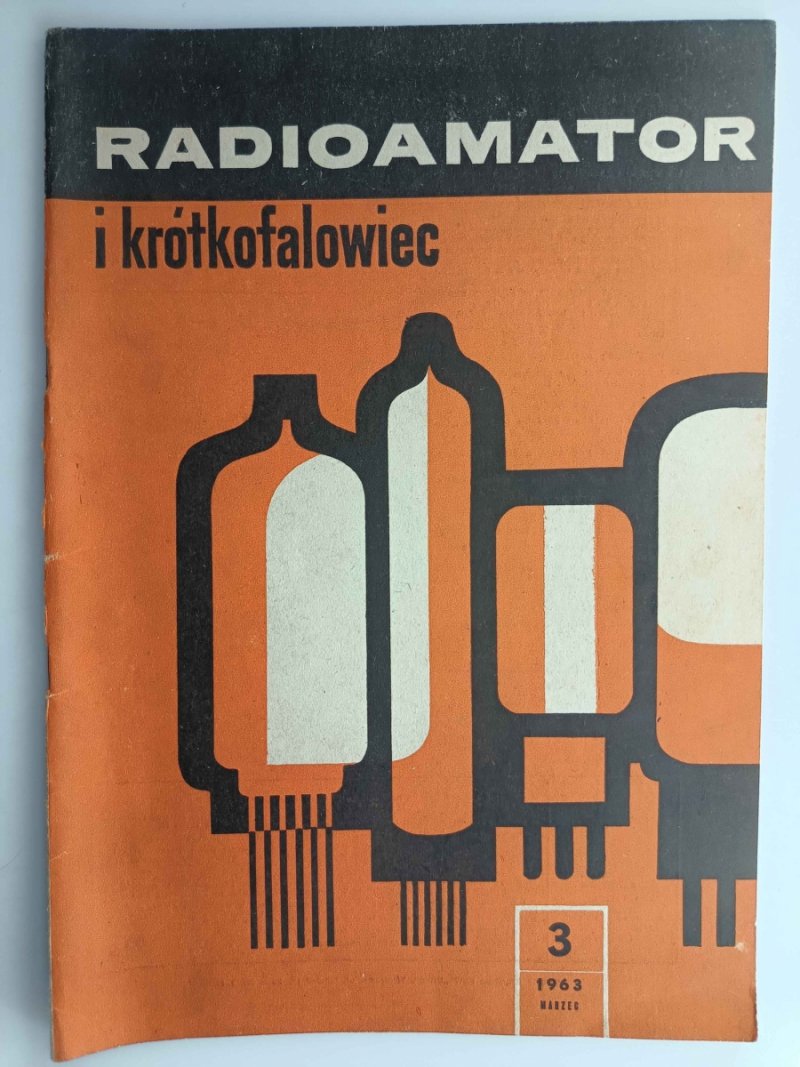 RADIOAMATOR
i krótkofalowiec
3
1963
MARZEC